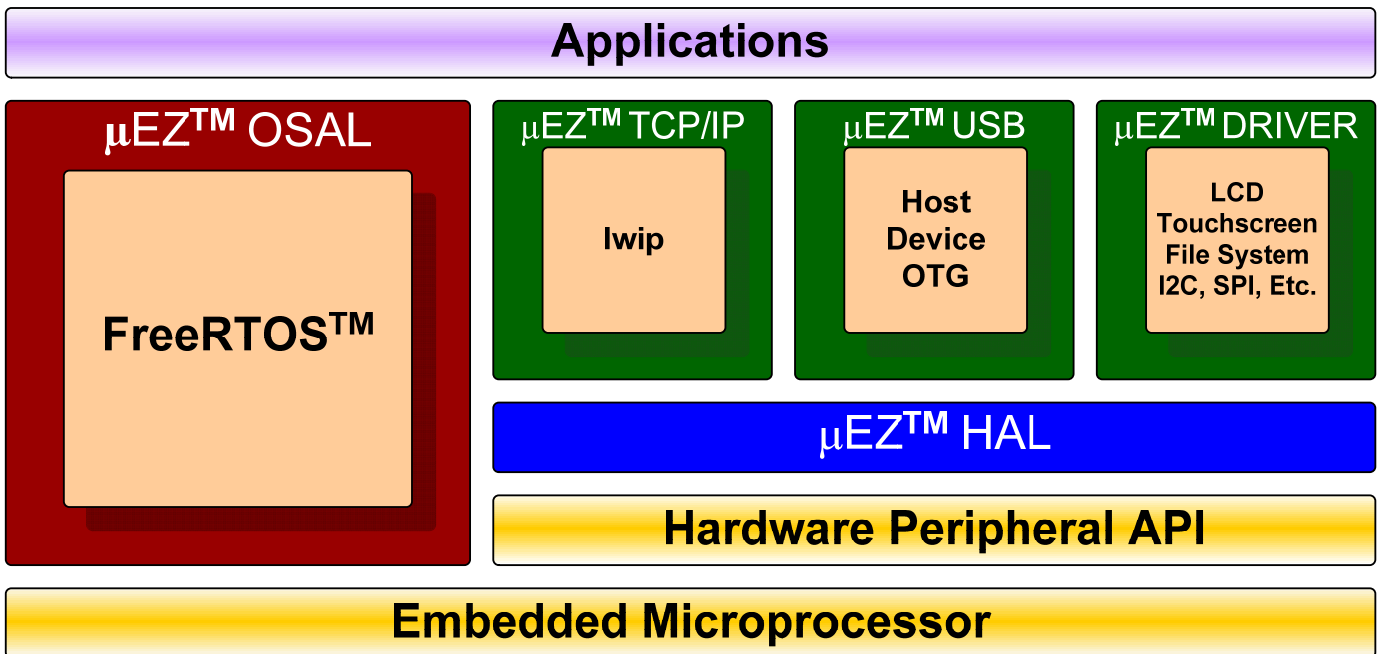 Applications
μEZ™ OSAL
FreeRTOS™
μEZ™ TCP/IP
lwip
μEZ™ USB
Host
Device
OTG
μEZ™ DRIVER
LCD
Touchscreen
File System
I2C, SPI, Etc.
μEZ™ HAL
Hardware Peripheral API
Embedded Microprocessor